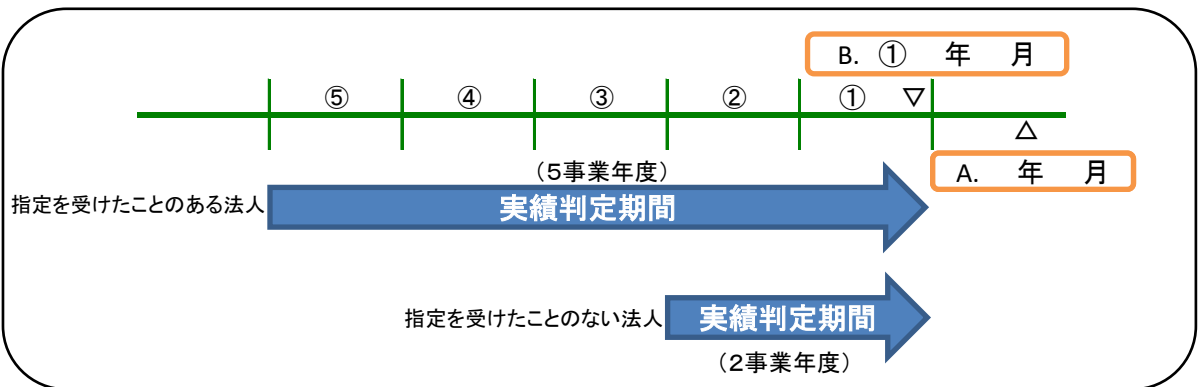 B. ① 年 月
⑤ ④ ③ ② ① ▽
△
A. 年 月
(5事業年度)
指定を受けたことのある法人
実績判定期間
指定を受けたことのない法人
実績判定期間
(2事業年度)